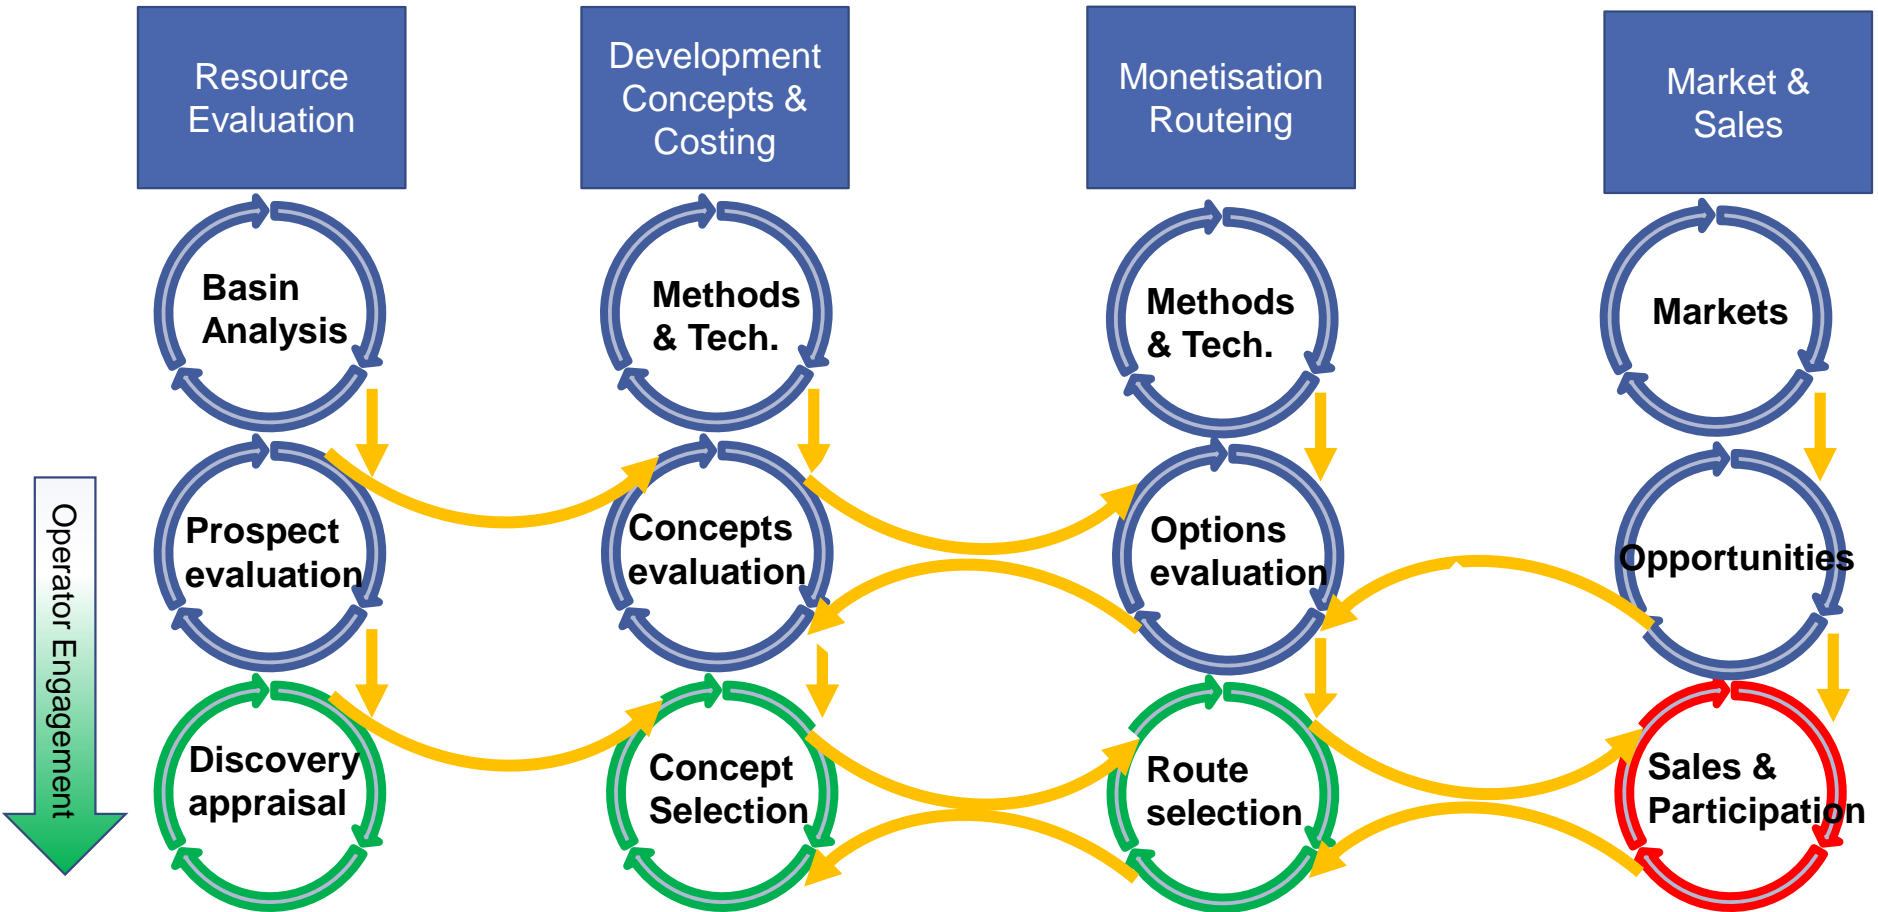 Resource
Evaluation
Development
Concepts &
Costing
Monetisation
Routeing
Market &
Sales
Basin
Analysis
Methods
& Tech.
Methods
& Tech.
Markets
Prospect
evaluation
Concepts
evaluation
Options
evaluation
Opportunities
Operator Engagement
Discovery
appraisal
Concept
Selection
Route
selection
Sales &
Participation